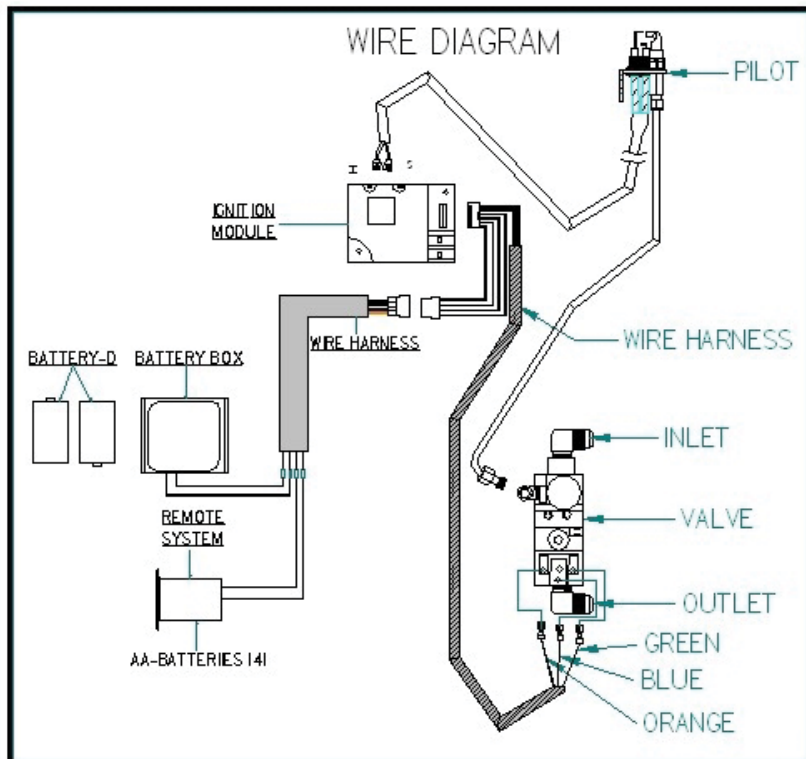 WIRE DIAGRAM
PILOT
I
S
IGNITION
MODULE
WIRE HARNESS
WIRE HARNESS
BATTERY-D
BATTERY BOX
INLET
VALVE
REMOTE
SYSTEM
OUTLET
GREEN
BLUE
ORANGE
AA-BATTERIES (4)